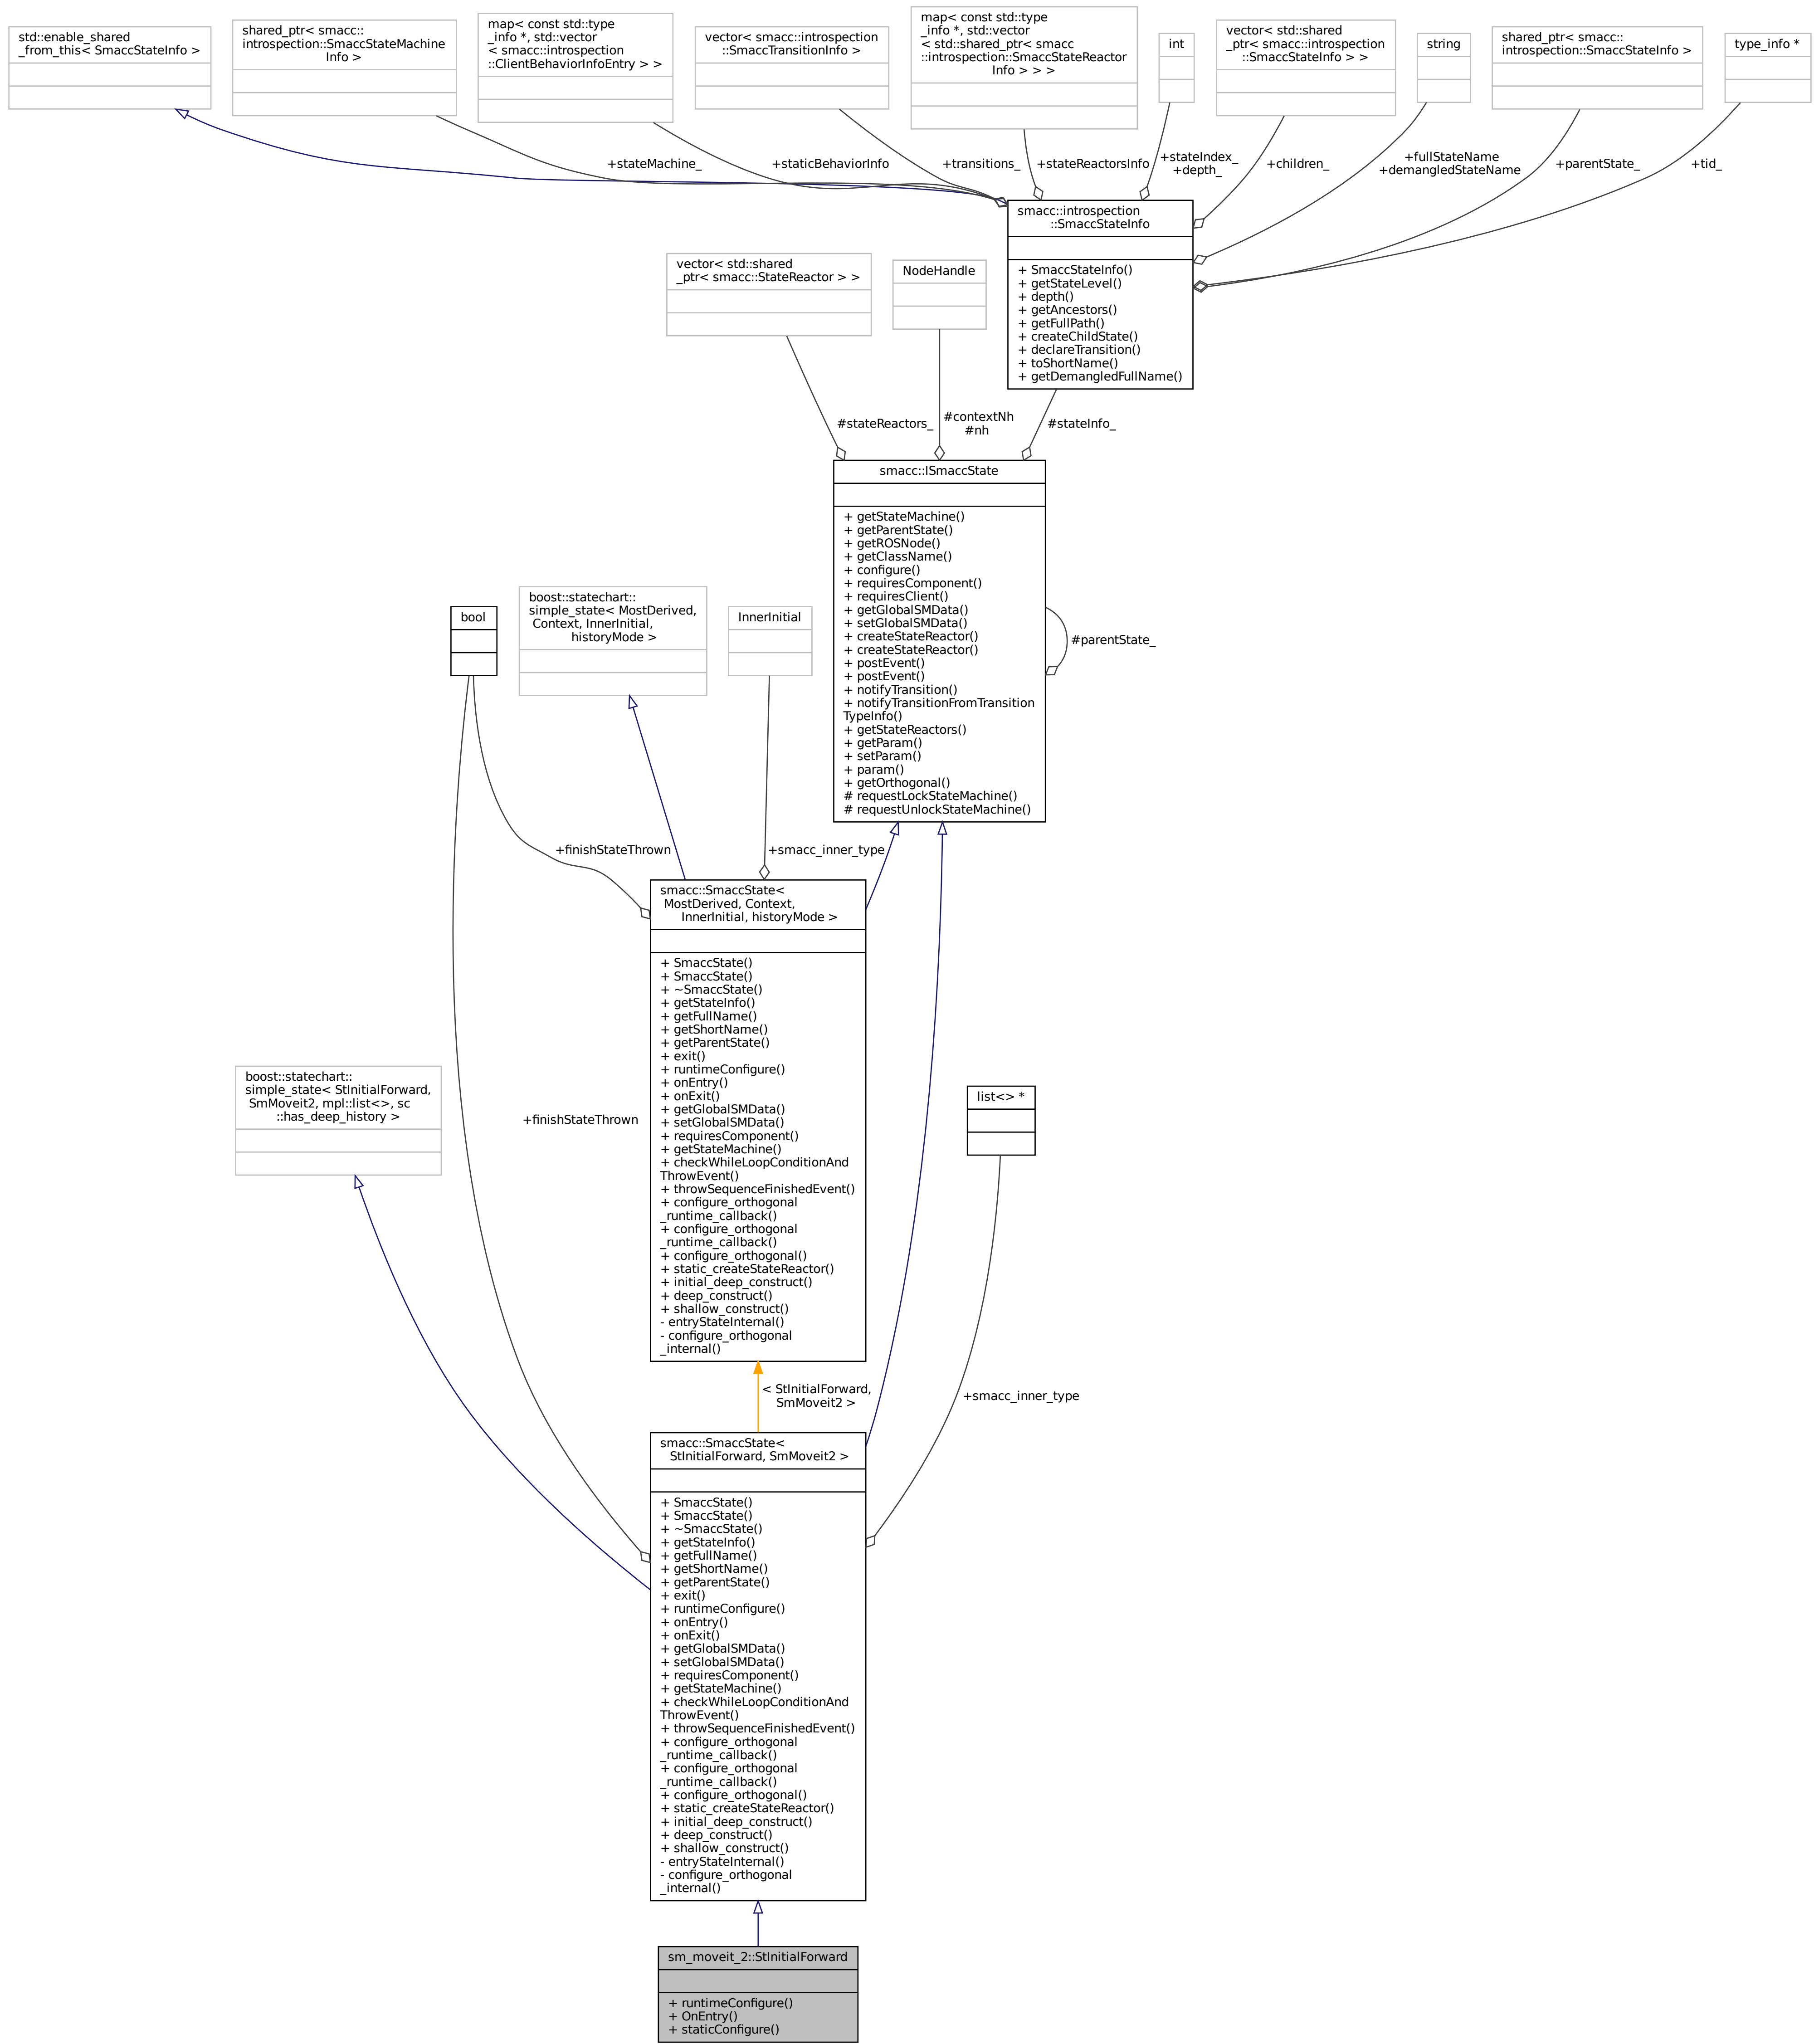 std::enable_shared
_from_this< SmaccStateInfo >
shared_ptr< smacc::
introspection::SmaccStateMachine
Info >
map< const std::type
_info *, std::vector
< smacc::introspection
::ClientBehaviorInfoEntry > >
vector< smacc::introspection
::SmaccTransitionInfo >
map< const std::type
_info *, std::vector
< std::shared_ptr< smacc
::introspection::SmaccStateReactor
Info > > >
int
vector< std::shared
_ptr< smacc::introspection
::SmaccStateInfo > >
string
shared_ptr< smacc::
introspection::SmaccStateInfo >
type_info *
+stateMachine_
+staticBehaviorInfo
+transitions_
+stateReactorsInfo
+stateIndex_
+depth_
+children_
+fullStateName
+demangledStateName
+parentState_
+tid_
smacc::introspection
::SmaccStateInfo
+ SmaccStateInfo()
+ getStateLevel()
+ depth()
+ getAncestors()
+ getFullPath()
+ createChildState()
+ declareTransition()
+ toShortName()
+ getDemangledFullName()
vector< std::shared
_ptr< smacc::StateReactor > >
NodeHandle
#stateReactors_
#contextNh
#nh
#stateInfo_
smacc::ISmaccState
+ getStateMachine()
+ getParentState()
+ getROSNode()
+ getClassName()
+ configure()
+ requiresComponent()
+ requiresClient()
+ getGlobalSMData()
+ setGlobalSMData()
+ createStateReactor()
+ createStateReactor()
+ postEvent()
+ postEvent()
+ notifyTransition()
+ notifyTransitionFromTransition
TypeInfo()
+ getStateReactors()
+ getParam()
+ setParam()
+ param()
+ getOrthogonal()
# requestLockStateMachine()
# requestUnlockStateMachine()
#parentState_
bool
boost::statechart::
simple_state< MostDerived,
Context, InnerInitial,
historyMode >
InnerInitial
+finishStateThrown
+smacc_inner_type
smacc::SmaccState<
MostDerived, Context,
InnerInitial, historyMode >
+ SmaccState()
+ SmaccState()
+ ~SmaccState()
+ getStateInfo()
+ getFullName()
+ getShortName()
+ getParentState()
+ exit()
+ runtimeConfigure()
+ onEntry()
+ onExit()
+ getGlobalSMData()
+ setGlobalSMData()
+ requiresComponent()
+ getStateMachine()
+ checkWhileLoopConditionAnd
ThrowEvent()
+ throwSequenceFinishedEvent()
+ configure_orthogonal
_runtime_callback()
+ configure_orthogonal
_runtime_callback()
+ configure_orthogonal()
+ static_createStateReactor()
+ initial_deep_construct()
+ deep_construct()
+ shallow_construct()
- entryStateInternal()
- configure_orthogonal
_internal()
boost::statechart::
simple_state< StInitialForward,
SmMoveit2, mpl::list<>, sc
::has_deep_history >
+finishStateThrown
list<> *
< StInitialForward,
SmMoveit2 >
+smacc_inner_type
smacc::SmaccState<
StInitialForward, SmMoveit2 >
+ SmaccState()
+ SmaccState()
+ ~SmaccState()
+ getStateInfo()
+ getFullName()
+ getShortName()
+ getParentState()
+ exit()
+ runtimeConfigure()
+ onEntry()
+ onExit()
+ getGlobalSMData()
+ setGlobalSMData()
+ requiresComponent()
+ getStateMachine()
+ checkWhileLoopConditionAnd
ThrowEvent()
+ throwSequenceFinishedEvent()
+ configure_orthogonal
_runtime_callback()
+ configure_orthogonal
_runtime_callback()
+ configure_orthogonal()
+ static_createStateReactor()
+ initial_deep_construct()
+ deep_construct()
+ shallow_construct()
- entryStateInternal()
- configure_orthogonal
_internal()
sm_moveit_2::StInitialForward
+ runtimeConfigure()
+ OnEntry()
+ staticConfigure()